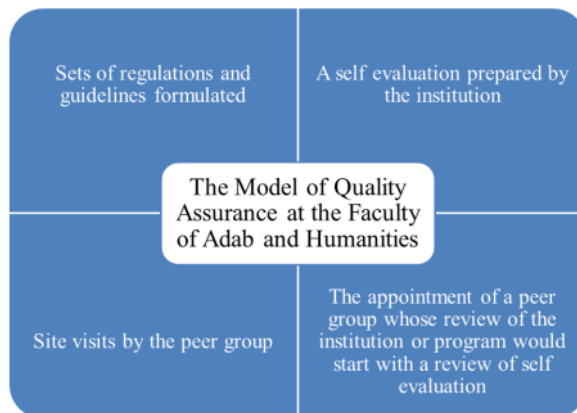 Sets of regulations and
guidelines formulated
A self evaluation prepared by
the institution
The Model of Quality
Assurance at the Faculty
of Adab and Humanities
Site visits by the peer group
The appointment of a peer
group whose review of the
institution or program would
start with a review of self
evaluation